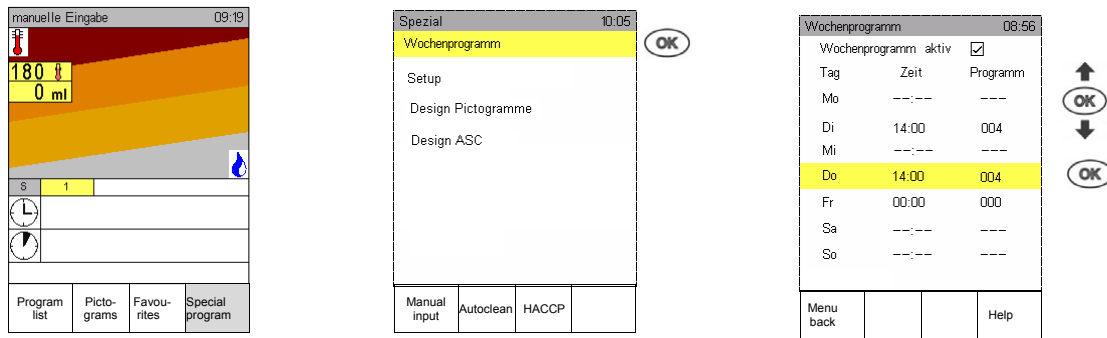 manuelle Eingabe 09:19
180
0 ml
S 1
Program list
Picto-grams
Favou-rites
Special program
Spezial 10:05
Wochenprogramm
Setup
Design Pictogramme
Design ASC
Manual input
Autoclean
HACCP
OK
Wochenprogramm 08:56
Wochenprogramm aktiv
Tag Zeit Programm
Mo --:-- ---
Di 14:00 004
Mi --:-- ---
Do 14:00 004
Fr 00:00 000
Sa --:-- ---
So --:-- ---
Menu back
Help
OK
OK